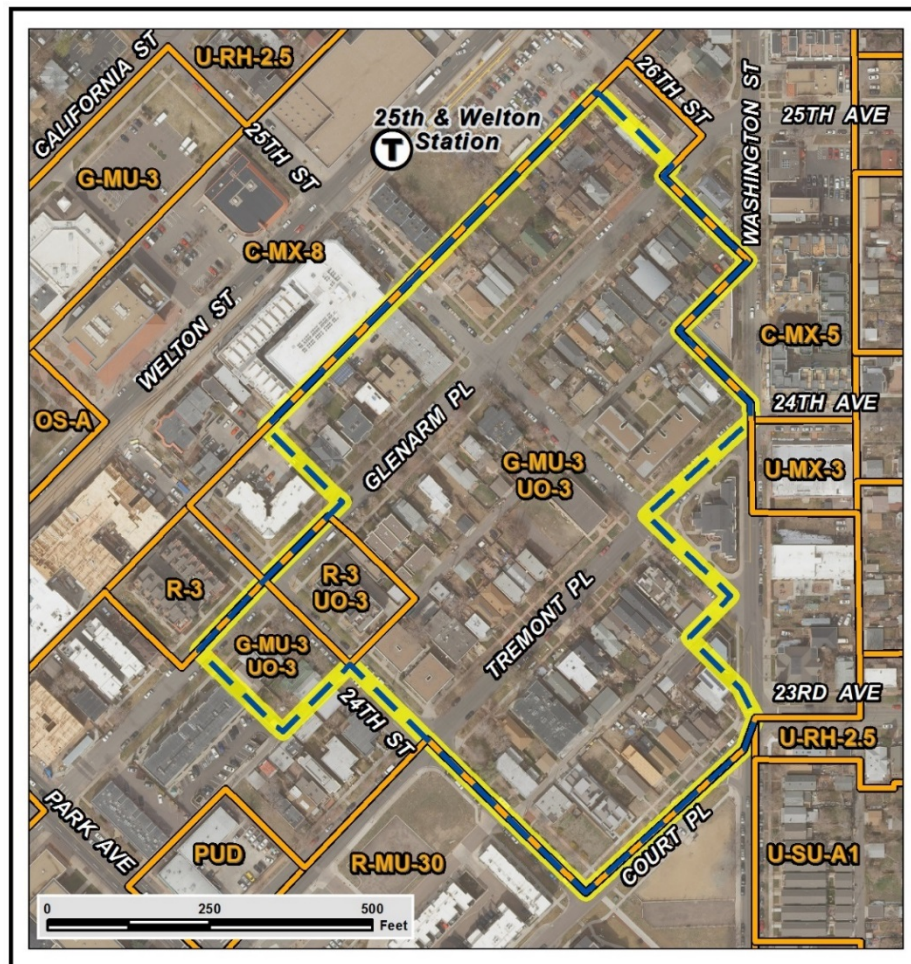 U-RH-2.5
CALIFORNIA ST
26TH ST
WASHINGTON ST
25TH AVE
25th & Welton
Station
T
25TH ST
G-MU-3
C-MX-8
WELTON ST
C-MX-5
OS-A
24TH AVE
GLENARM PL
G-MU-3
UO-3
U-MX-3
R-3
R-3
UO-3
TREMONT PL
G-MU-3
UO-3
24TH ST
23RD AVE
U-RH-2.5
PARK AVE
PUD
R-MU-30
COURT PL
U-SU-A1
0 250 500
Feet